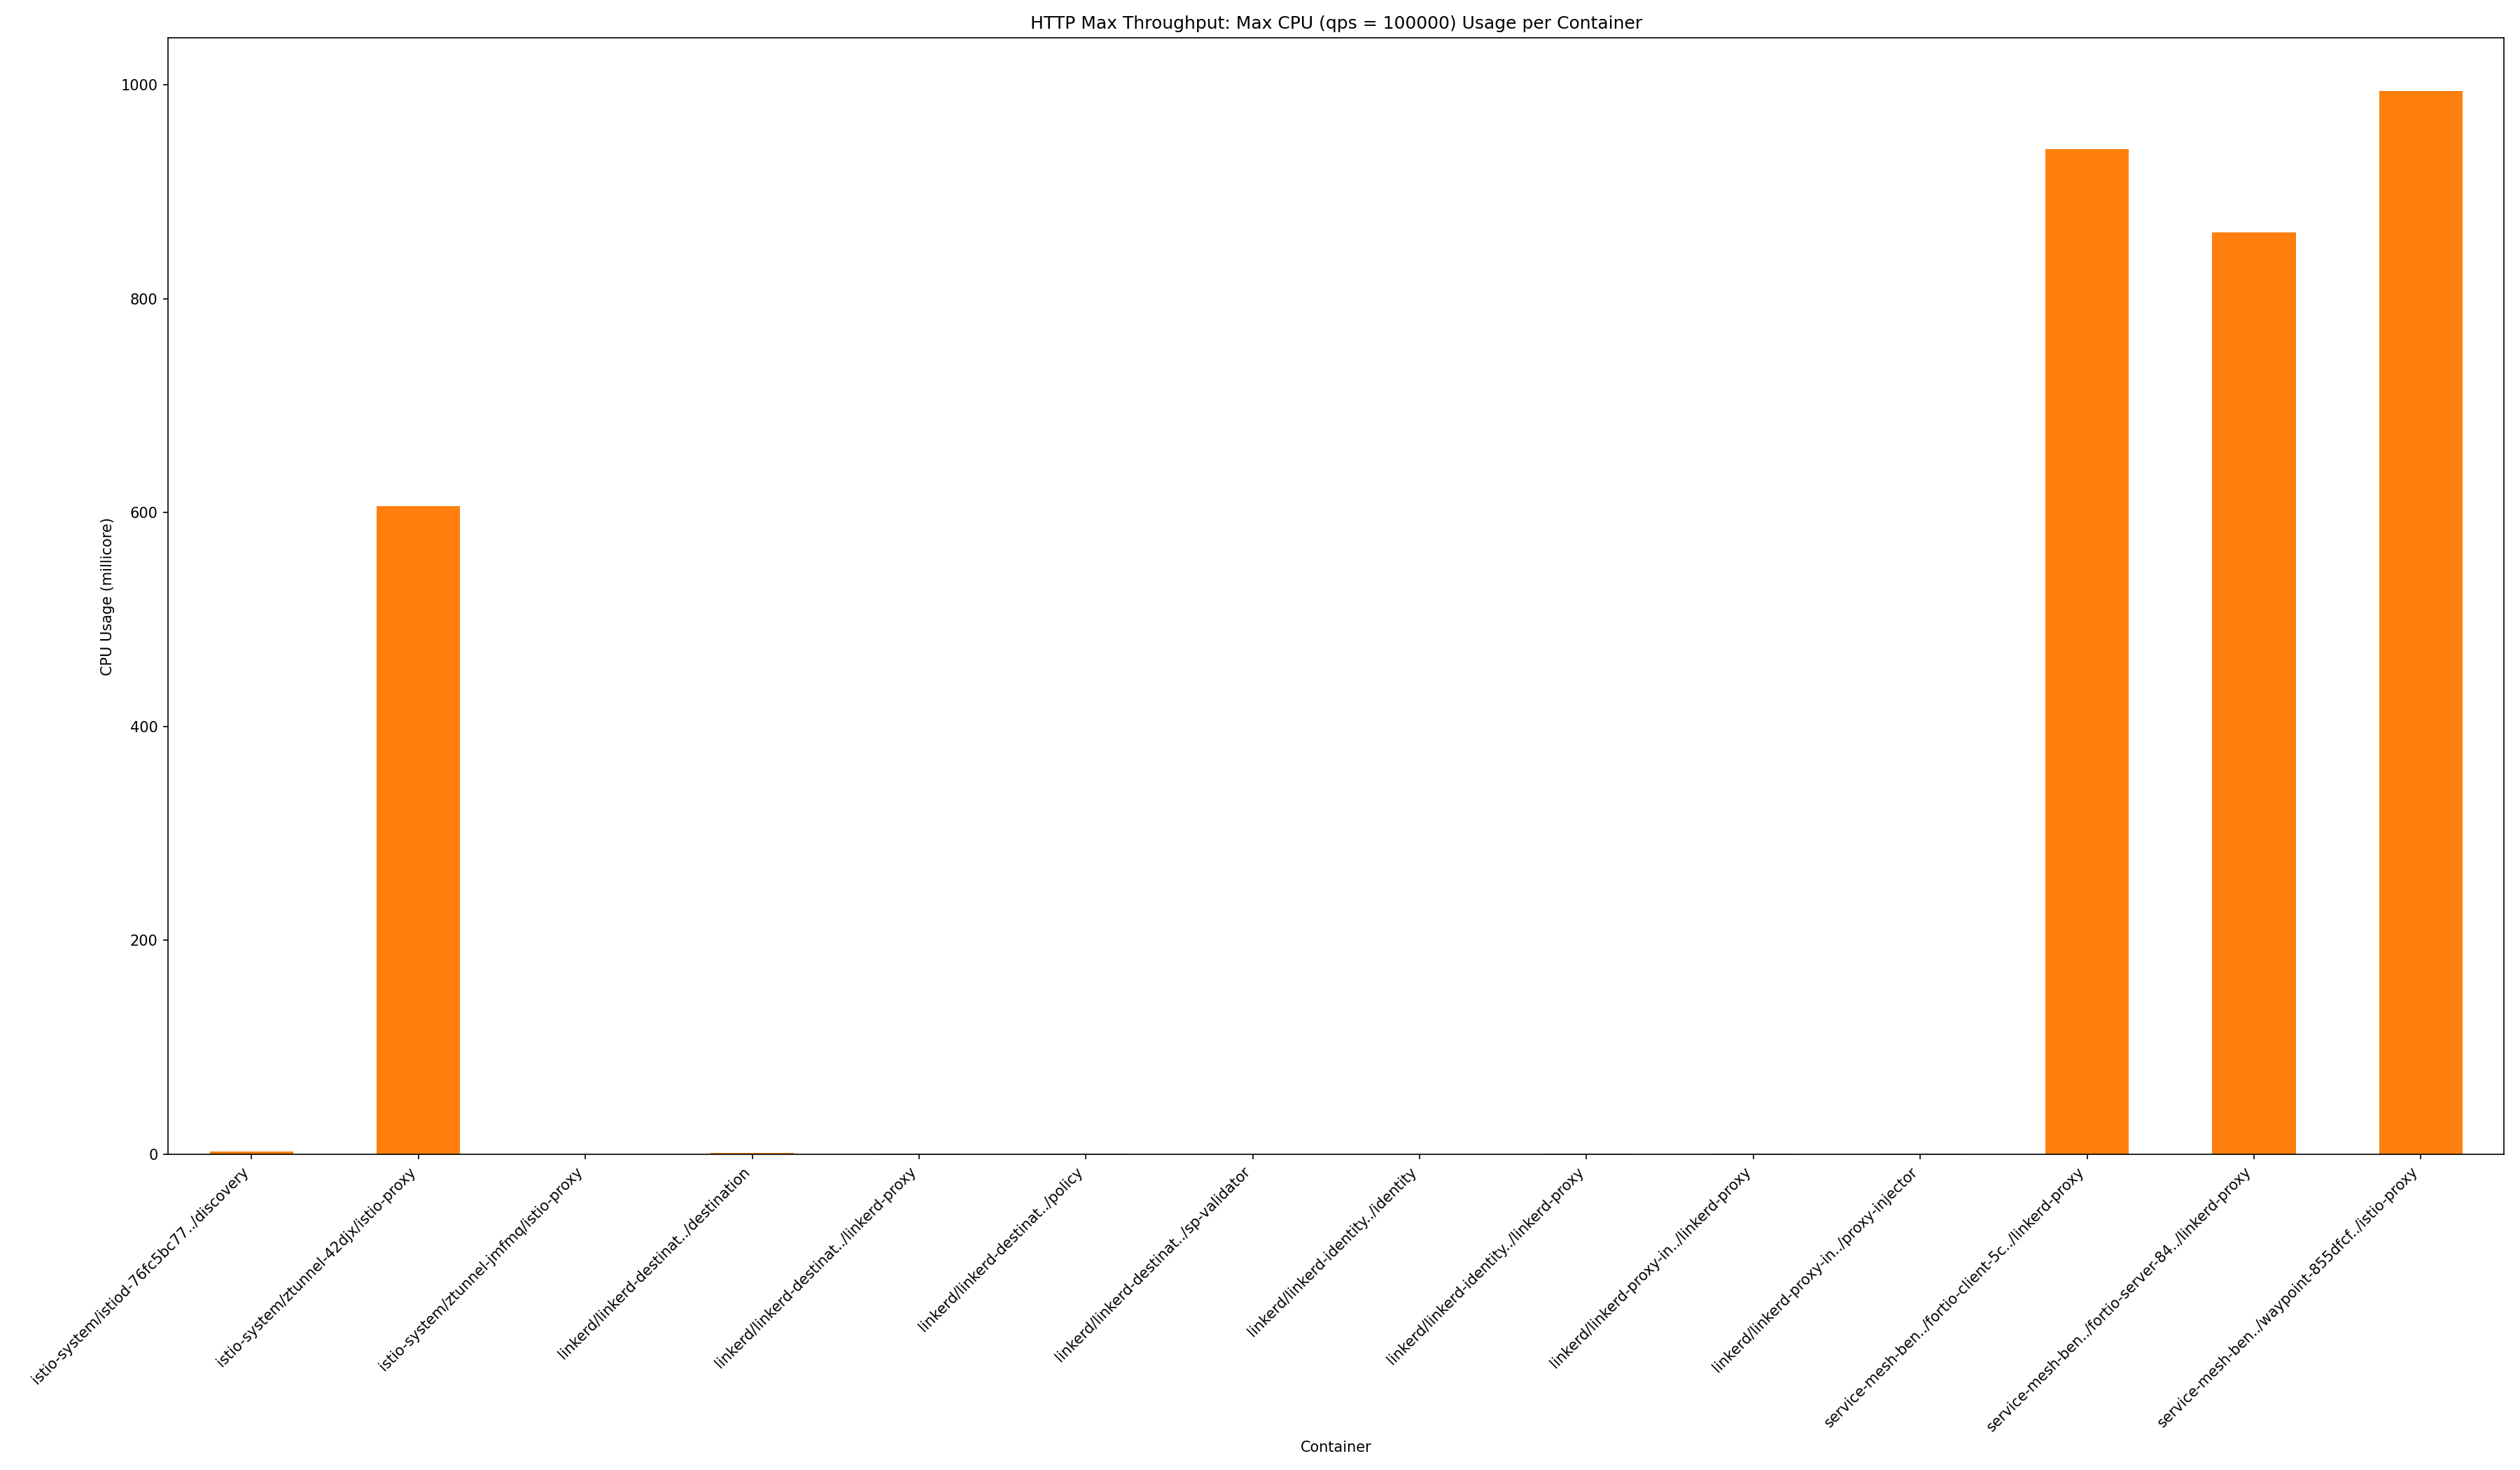 HTTP Max Throughput: Max CPU (qps = 100000) Usage per Container
CPU Usage (millicore)
1000
800
600
400
200
0
istio-system/istiod-76fc5bc77../discovery
istio-system/ztunnel-42djx/istio-proxy
istio-system/ztunnel-jmfmq/istio-proxy
linkerd/linkerd-destinat../destination
linkerd/linkerd-destinat../linkerd-proxy
linkerd/linkerd-destinat../policy
linkerd/linkerd-destinat../sp-validator
linkerd/linkerd-identity../identity
linkerd/linkerd-identity../linkerd-proxy
linkerd/linkerd-proxy-in../linkerd-proxy
linkerd/linkerd-proxy-in../proxy-injector
service-mesh-ben../fortio-client-5c../linkerd-proxy
service-mesh-ben../fortio-server-84../linkerd-proxy
service-mesh-ben../waypoint-855dfcf../istio-proxy
Container